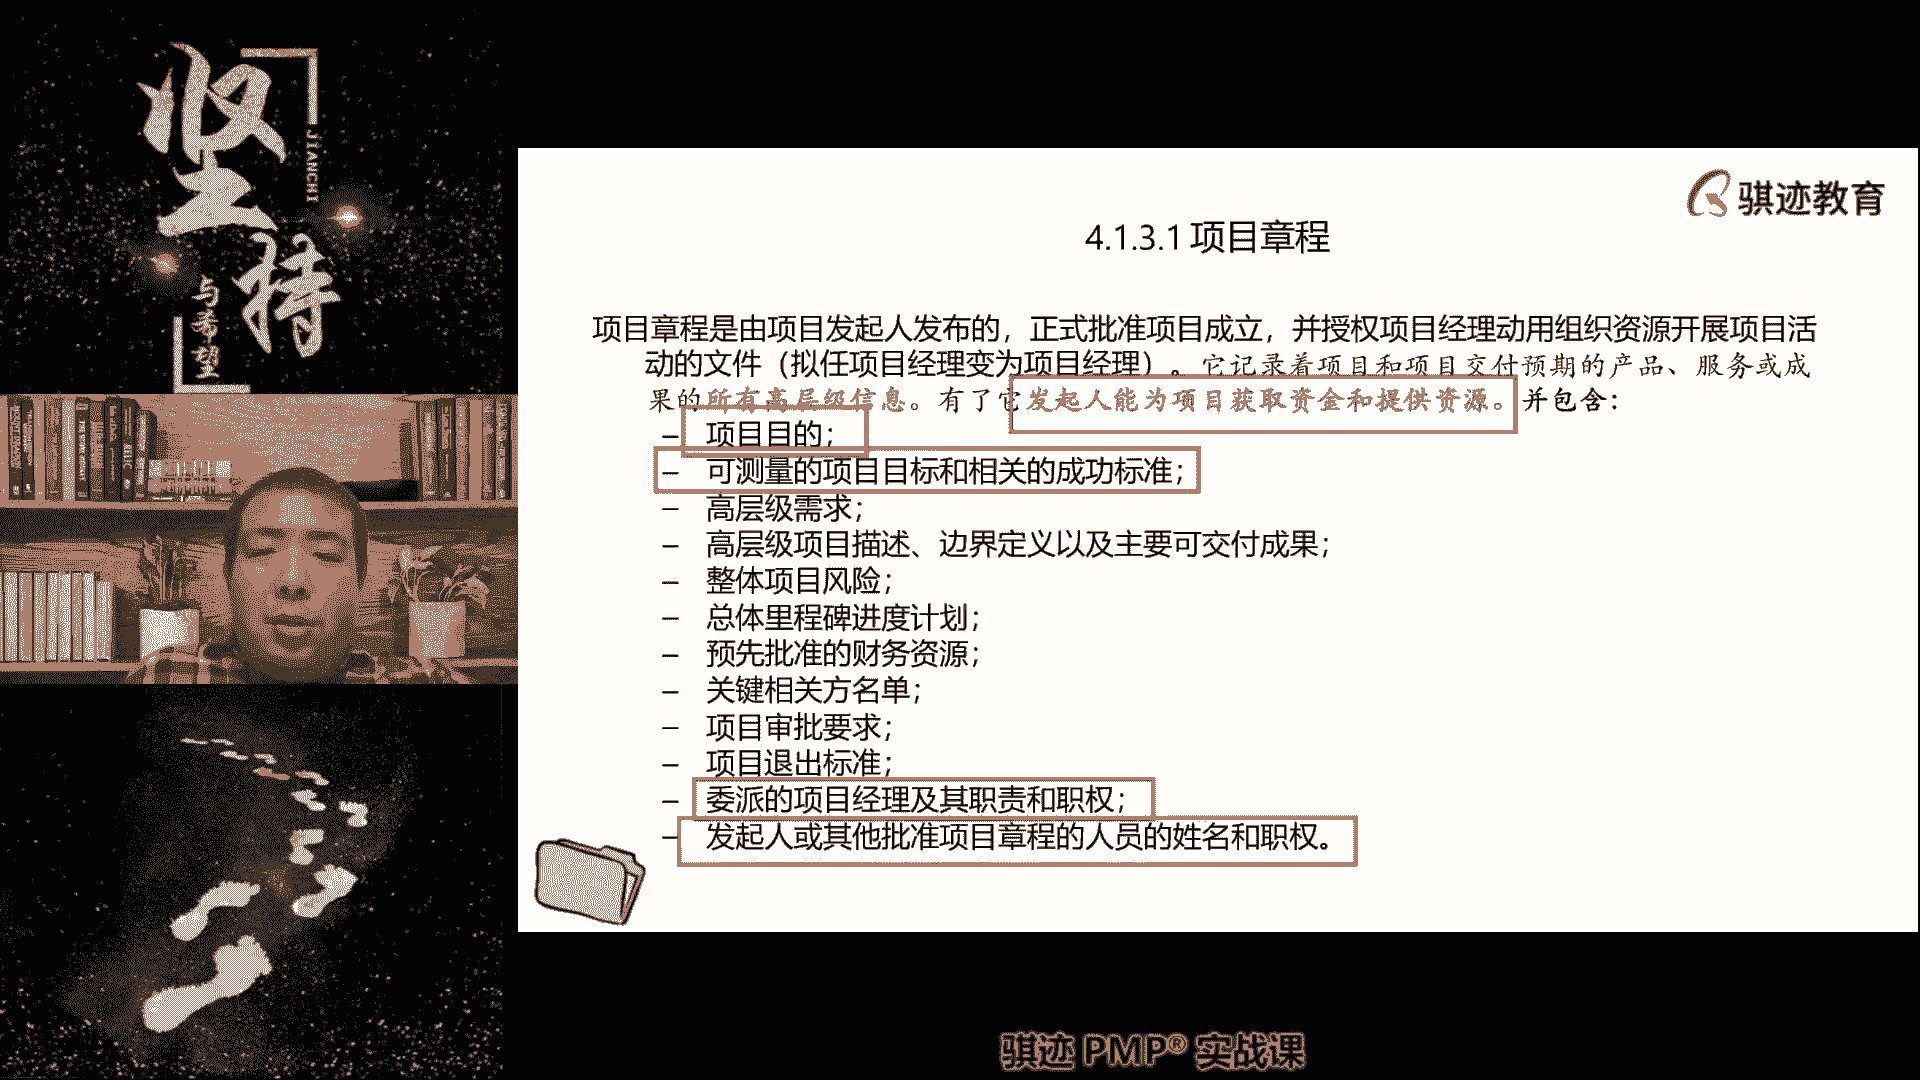 坚持
JIANCHI
与希望
骐迹教育
4.1.3.1 项目章程
项目章程是由项目发起人发布的，正式批准项目成立，并授权项目经理动用组织资源开展项目活
动的文件（拟任项目经理变为项目经理）。它记录着项目和项目交付预期的产品、服务或成
果的所有高层级信息。有了它发起人能为项目获取资金和提供资源。并包含：
– 项目目的；
– 可测量的项目目标和相关的成功标准；
– 高层级需求；
– 高层级项目描述、边界定义以及主要可交付成果；
– 整体项目风险；
– 总体里程碑进度计划；
– 预先批准的财务资源；
– 关键相关方名单；
– 项目审批要求；
– 项目退出标准；
– 委派的项目经理及其职责和职权；
– 发起人或其他批准项目章程的人员的姓名和职权。
骐迹 PMP® 实战课